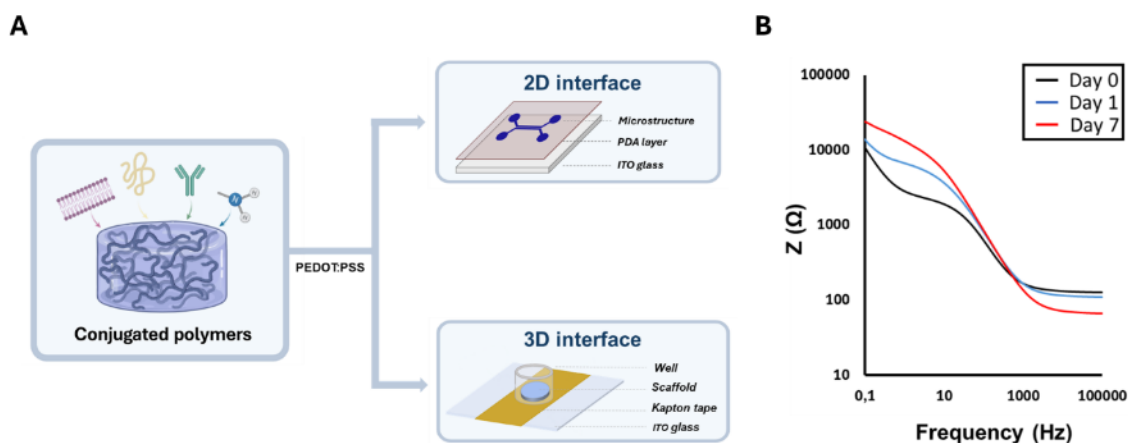 A
Conjugated polymers
PEDOT:PSS
2D interface
Microstructure
PDA layer
ITO glass
3D interface
Well
Scaffold
Kapton tape
ITO glass
B
Day 0
Day 1
Day 7
Z (Ω)
100000
10000
1000
100
10
0,1
10
1000
100000
Frequency (Hz)